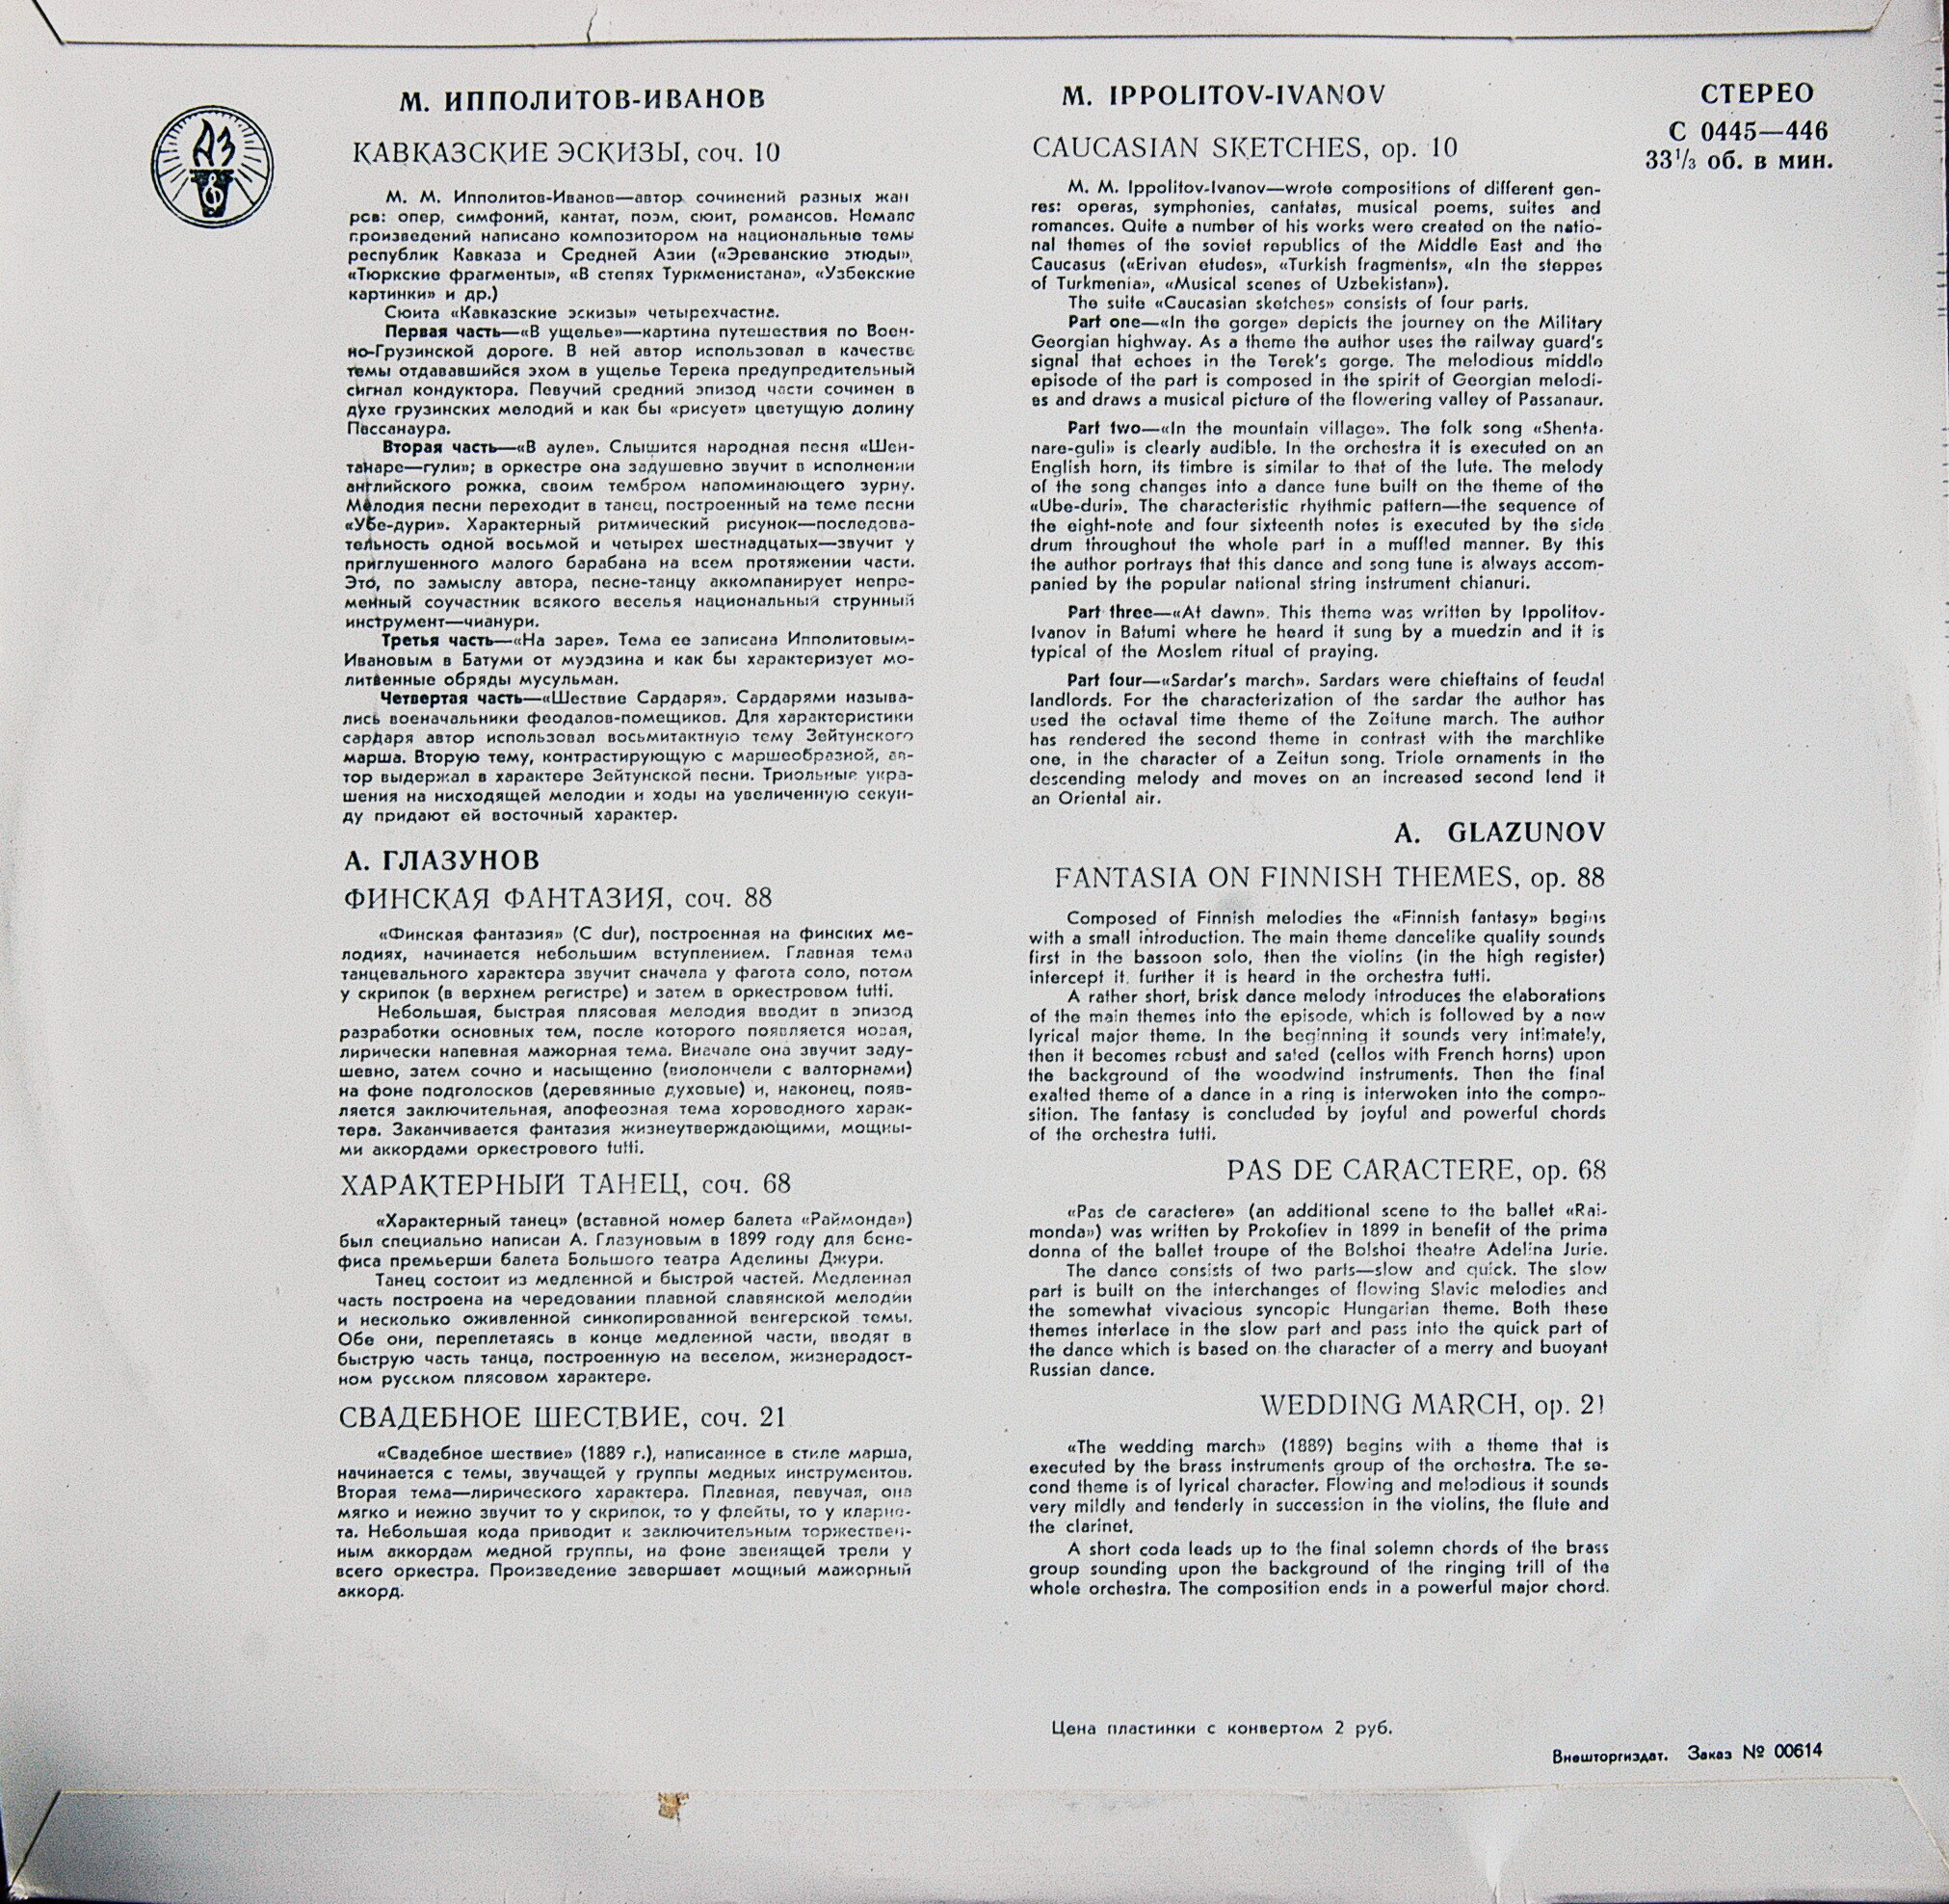 М. ИППОЛИТОВ-ИВАНОВ
КАВКАЗСКИЕ ЭСКИЗЫ, соч. 10
М. М. Ипполитов-Иванов—автор сочинений разных жан
ров: опер, симфоний, кантат, поэм, сюит, романсов. Немало
произведений написано композитором на национальные темы
республик Кавказа и Средней Азии («Эреванские этюды»,
«Тюркские фрагменты», «В степях Туркменистана», «Узбекские
картинки» и др.)
Сюита «Кавказские эскизы» четырехчастна.
Первая часть—«В ущелье»—картина путешествия по Воен-
но-Грузинской дороге. В ней автор использовал в качестве
темы отдававшийся эхом в ущелье Терека предупредительный
сигнал кондуктора. Певучий средний эпизод части сочинен в
духе грузинских мелодий и как бы «рисует» цветущую долину
Пассанаура.
Вторая часть—«В ауле». Слышится народная песня «Шен-
танаре—гули»; в оркестре она задушевно звучит в исполнении
английского рожка, своим тембром напоминающего зурну.
Мелодия песни переходит в танец, построенный на теме песни
«Убе-дури». Характерный ритмический рисунок—последова-
тельность одной восьмой и четырех шестнадцатых—звучит у
приглушенного малого барабана на всем протяжении части.
Это, по замыслу автора, песне-танцу аккомпанирует непре-
менный соучастник всякого веселья национальный струнный
инструмент—чианури.
Третья часть—«На заре». Тема ее записана Ипполитовым-
Ивановым в Батуми от муэдзина и как бы характеризует мо-
литвенные обряды мусульман.
Четвертая часть—«Шествие Сардаря». Сардарями называ-
лись военачальники феодалов-помещиков. Для характеристики
сардаря автор использовал восьмитактную тему Зейтунского
марша. Вторую тему, контрастирующую с маршеобразной, ав-
тор выдержал в характере Зейтунской песни. Триольные укра-
шения на нисходящей мелодии и ходы на увеличенную секун-
ду придают ей восточный характер.
А. ГЛАЗУНОВ
ФИНСКАЯ ФАНТАЗИЯ, соч. 88
«Финская фантазия» (C dur), построенная на финских ме-
лодиях, начинается небольшим вступлением. Главная тема
танцевального характера звучит сначала у фагота соло, потом
у скрипок (в верхнем регистре) и затем в оркестровом tutti.
Небольшая, быстрая плясовая мелодия вводит в эпизод
разработки основных тем, после которого появляется новая,
лирически напевная мажорная тема. Вначале она звучит заду-
шевно, затем сочно и насыщенно (виолончели с валторнами)
на фоне подголосков (деревянные духовые) и, наконец, появ-
ляется заключительная, апофеозная тема хороводного харак-
тера. Заканчивается фантазия жизнеутверждающими, мощны-
ми аккордами оркестрового tutti.
ХАРАКТЕРНЫЙ ТАНЕЦ, соч. 68
«Характерный танец» (вставной номер балета «Раймонда»)
был специально написан А. Глазуновым в 1899 году для бене-
фиса премьерши балета Большого театра Аделины Джури.
Танец состоит из медленной и быстрой частей. Медленная
часть построена на чередовании плавной славянской мелодии
и несколько оживленной синкопированной венгерской темы.
Обе они, переплетаясь в конце медленной части, вводят в
быструю часть танца, построенную на веселом, жизнерадост-
ном русском плясовом характере.
СВАДЕБНОЕ ШЕСТВИЕ, соч. 21
«Свадебное шествие» (1889 г.), написанное в стиле марша,
начинается с темы, звучащей у группы медных инструментов.
Вторая тема—лирического характера. Плавная, певучая, она
мягко и нежно звучит то у скрипок, то у флейты, то у кларне-
та. Небольшая кода приводит к заключительным торжествен-
ным аккордам медной группы, на фоне звенящей трели у
всего оркестра. Произведение завершает мощный мажорный
аккорд.
M. IPPOLITOV-IVANOV
CAUCASIAN SKETCHES, op. 10
M. M. Ippolitov-Ivanov—wrote compositions of different gen-
res: operas, symphonies, cantatas, musical poems, suites and
romances. Quite a number of his works were created on the natio-
nal themes of the soviet republics of the Middle East and the
Caucasus («Erivan etudes», «Turkish fragments», «In the steppes
of Turkmenia», «Musical scenes of Uzbekistan»).
The suite «Caucasian sketches» consists of four parts.
Part one—«In the gorge» depicts the journey on the Military
Georgian highway. As a theme the author uses the railway guard's
signal that echoes in the Terek's gorge. The melodious middle
episode of the part is composed in the spirit of Georgian melodi-
es and draws a musical picture of the flowering valley of Passanaur.
Part two—«In the mountain village». The folk song «Shenta-
nare-guli» is clearly audible. In the orchestra it is executed on an
English horn, its timbre is similar to that of the lute. The melody
of the song changes into a dance tune built on the theme of the
«Ube-duri». The characteristic rhythmic pattern—the sequence of
the eight-note and four sixteenth notes is executed by the side
drum throughout the whole part in a muffled manner. By this
the author portrays that this dance and song tune is always accom-
panied by the popular national string instrument chianuri.
Part three—«At dawn». This theme was written by Ippolitov-
Ivanov in Batumi where he heard it sung by a muedzin and it is
typical of the Moslem ritual of praying.
Part four—«Sardar's march». Sardars were chieftains of feudal
landlords. For the characterization of the sardar the author has
used the octaval time theme of the Zeitune march. The author
has rendered the second theme in contrast with the marchlike
one, in the character of a Zeitun song. Triole ornaments in the
descending melody and moves on an increased second lend it
an Oriental air.
A. GLAZUNOV
FANTASIA ON FINNISH THEMES, op. 88
Composed of Finnish melodies the «Finnish fantasy» begins
with a small introduction. The main theme dancelike quality sounds
first in the bassoon solo, then the violins (in the high register)
intercept it, further it is heard in the orchestra tutti.
A rather short, brisk dance melody introduces the elaborations
of the main themes into the episode, which is followed by a new
lyrical major theme. In the beginning it sounds very intimately,
then it becomes robust and sated (cellos with French horns) upon
the background of the woodwind instruments. Then the final
exalted theme of a dance in a ring is interwoken into the compo-
sition. The fantasy is concluded by joyful and powerful chords
of the orchestra tutti.
PAS DE CARACTERE, op. 68
«Pas de caractere» (an additional scene to the ballet «Rai-
monda») was written by Prokofiev in 1899 in benefit of the prima
donna of the ballet troupe of the Bolshoi theatre Adelina Jurie.
The dance consists of two parts—slow and quick. The slow
part is built on the interchanges of flowing Slavic melodies and
the somewhat vivacious syncopic Hungarian theme. Both these
themes interlace in the slow part and pass into the quick part of
the dance which is based on the character of a merry and buoyant
Russian dance.
WEDDING MARCH, op. 21
«The wedding march» (1889) begins with a theme that is
executed by the brass instruments group of the orchestra. The se-
cond theme is of lyrical character. Flowing and melodious it sounds
very mildly and tenderly in succession in the violins, the flute and
the clarinet.
A short coda leads up to the final solemn chords of the brass
group sounding upon the background of the ringing trill of the
whole orchestra. The composition ends in a powerful major chord.
СТЕРЕО
С 0445—446
33 1/3 об. в мин.
Цена пластинки с конвертом 2 руб.
Внешторгиздат. Заказ № 00614